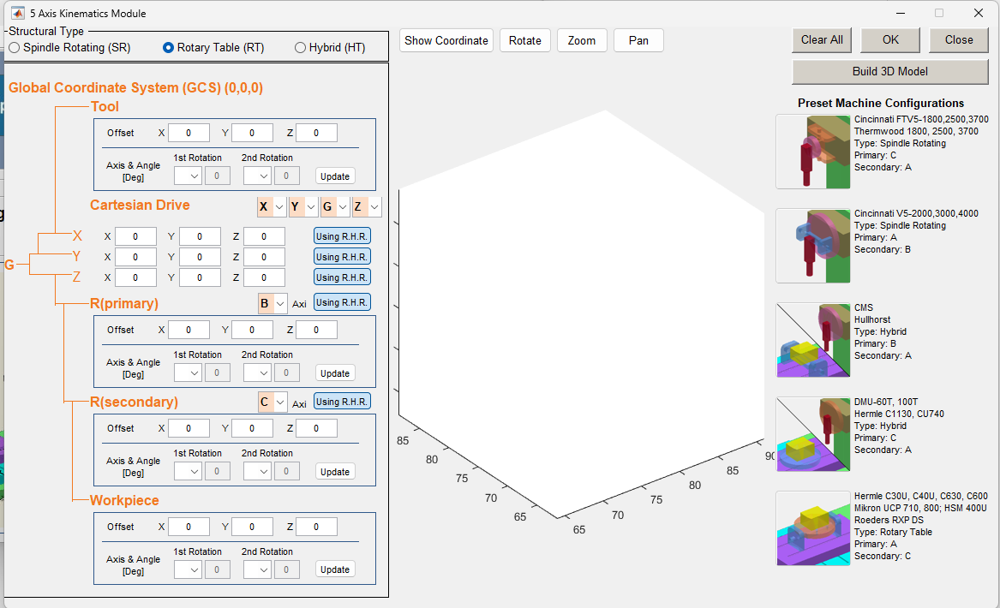 5 Axis Kinematics Module
Structural Type
Spindle Rotating (SR) Rotary Table (RT) Hybrid (HT)
Global Coordinate System (GCS) (0,0,0)
Tool
Offset X 0 Y 0 Z 0
1st Rotation 2nd Rotation
Axis & Angle
[Deg] 0 0 Update
Cartesian Drive X Y G Z
X X 0 Y 0 Z 0 Using R.H.R.
Y X 0 Y 0 Z 0 Using R.H.R.
G
Z X 0 Y 0 Z 0 Using R.H.R.
R(primary) B Axi Using R.H.R.
Offset X 0 Y 0 Z 0
1st Rotation 2nd Rotation
Axis & Angle
[Deg] 0 0 Update
R(secondary) C Axi Using R.H.R.
Offset X 0 Y 0 Z 0
1st Rotation 2nd Rotation
Axis & Angle
[Deg] 0 0 Update
Workpiece
Offset X 0 Y 0 Z 0
1st Rotation 2nd Rotation
Axis & Angle
[Deg] 0 0 Update
Show Coordinate Rotate Zoom Pan
85
80
75
70
65
65
70
75
80
85
90
Clear All OK Close
Build 3D Model
Preset Machine Configurations
Cincinnati FTV5-1800,2500,3700
Thermwood 1800, 2500, 3700
Type: Spindle Rotating
Primary: C
Secondary: A
Cincinnati V5-2000,3000,4000
Type: Spindle Rotating
Primary: A
Secondary: B
CMS
Hullhorst
Type: Hybrid
Primary: B
Secondary: A
DMU-60T, 100T
Hermle C1130, CU740
Type: Hybrid
Primary: C
Secondary: A
Hermle C30U, C40U, C630, C600
Mikron UCP 710, 800; HSM 400U
Roeders RXP DS
Type: Rotary Table
Primary: A
Secondary: C